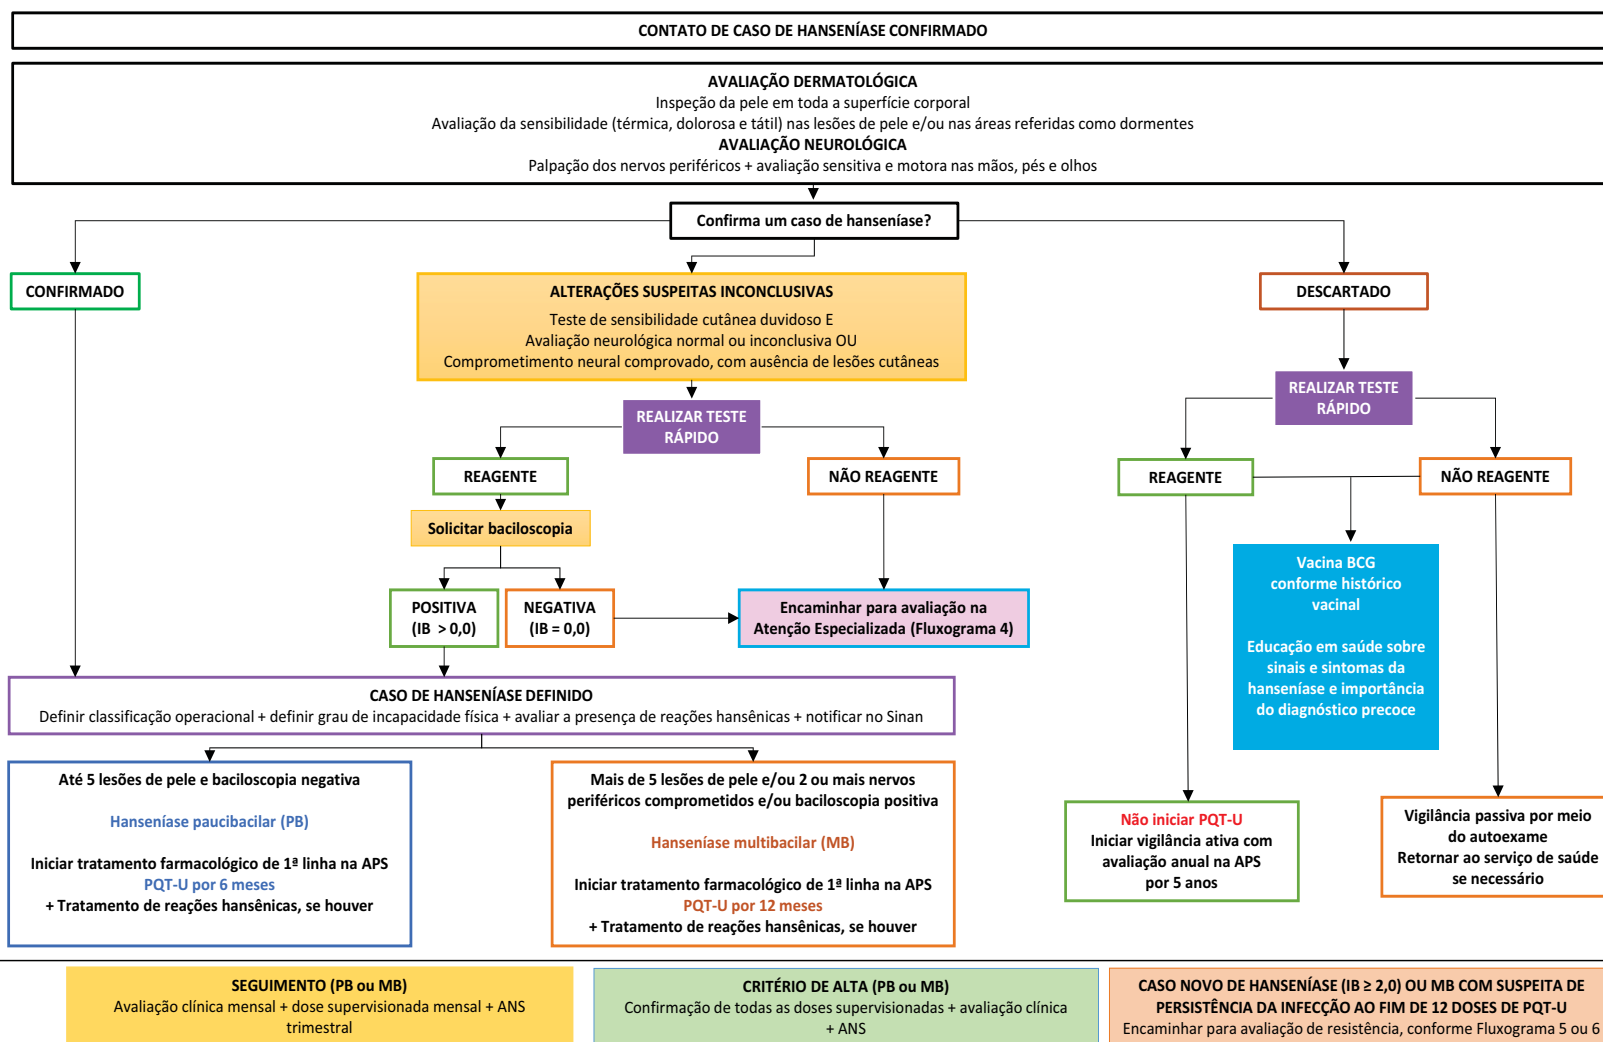 CONTATO DE CASO DE HANSENÍASE CONFIRMADO
AVALIAÇÃO DERMATOLÓGICA
Inspeção da pele em toda a superfície corporal
Avaliação da sensibilidade (térmica, dolorosa e tátil) nas lesões de pele e/ou nas áreas referidas como dormentes
AVALIAÇÃO NEUROLÓGICA
Palpação dos nervos periféricos + avaliação sensitiva e motora nas mãos, pés e olhos
Confirma um caso de hanseníase?
CONFIRMADO
ALTERAÇÕES SUSPEITAS INCONCLUSIVAS
Teste de sensibilidade cutânea duvidoso E
Avaliação neurológica normal ou inconclusiva OU
Comprometimento neural comprovado, com ausência de lesões cutâneas
DESCARTADO
REALIZAR TESTE
RÁPIDO
REALIZAR TESTE
RÁPIDO
REAGENTE
NÃO REAGENTE
REAGENTE
NÃO REAGENTE
Solicitar baciloscopia
POSITIVA
(IB > 0,0)
NEGATIVA
(IB = 0,0)
Encaminhar para avaliação na
Atenção Especializada (Fluxograma 4)
Vacina BCG
conforme histórico
vacinal
Educação em saúde sobre
sinais e sintomas da
hanseníase e importância
do diagnóstico precoce
CASO DE HANSENÍASE DEFINIDO
Definir classificação operacional + definir grau de incapacidade física + avaliar a presença de reações hansênicas + notificar no Sinan
Até 5 lesões de pele e baciloscopia negativa
Hanseníase paucibacilar (PB)
Iniciar tratamento farmacológico de 1ª linha na APS
PQT-U por 6 meses
+ Tratamento de reações hansênicas, se houver
Mais de 5 lesões de pele e/ou 2 ou mais nervos
periféricos comprometidos e/ou baciloscopia positiva
Hanseníase multibacilar (MB)
Iniciar tratamento farmacológico de 1ª linha na APS
PQT-U por 12 meses
+ Tratamento de reações hansênicas, se houver
Não iniciar PQT-U
Iniciar vigilância ativa com
avaliação anual na APS
por 5 anos
Vigilância passiva por meio
do autoexame
Retornar ao serviço de saúde
se necessário
SEGUIMENTO (PB ou MB)
Avaliação clínica mensal + dose supervisionada mensal + ANS
trimestral
CRITÉRIO DE ALTA (PB ou MB)
Confirmação de todas as doses supervisionadas + avaliação clínica
+ ANS
CASO NOVO DE HANSENÍASE (IB ≥ 2,0) OU MB COM SUSPEITA DE
PERSISTÊNCIA DA INFECÇÃO AO FIM DE 12 DOSES DE PQT-U
Encaminhar para avaliação de resistência, conforme Fluxograma 5 ou 6